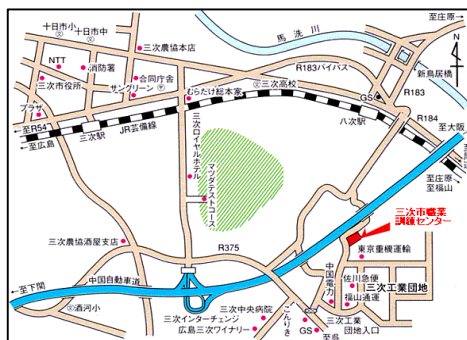 至庄原
馬洗川
十日市小
十日市中
三次農協本店
N
NTT
消防署
合同庁舎
三次市役所
サングリーン
R183バイパス
三次高校
新鳥居橋
プラザ
むらたけ総本家
GS
R183
至R54
三次駅
JR芸備線
八次駅
R184
至広島
至大阪
三次ロイヤルホテル
マツダテストコース
至庄原
至福山
三次市職業
訓練センター
三次農協酒屋支店
R375
東京重機運輸
中国電力
佐川急便
中国自動車道
三次工業団地
福山通運
至下関
酒河小
三次中央病院
三次インターチェンジ
ごんりき
広島三次ワイナリー
GS
三次工業
団地入口
至呉